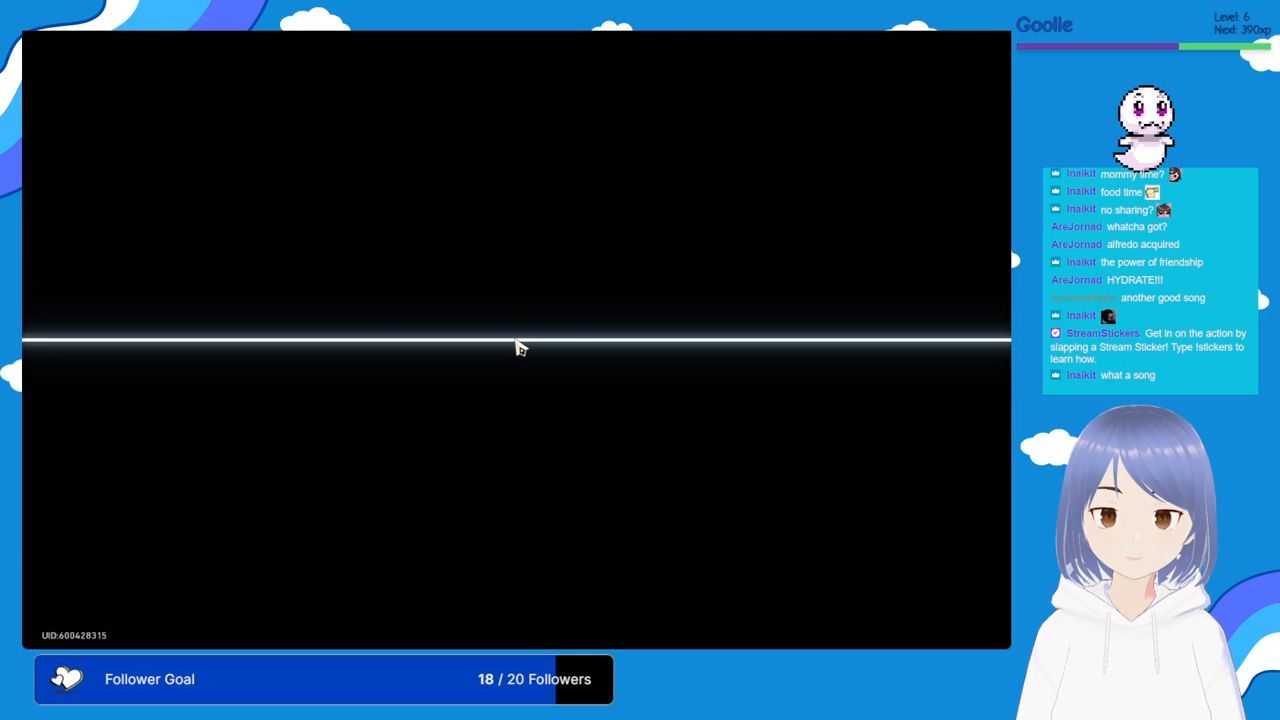 Goolie
Level: 6
Next: 390xp
Inaikit mommy time?
Inaikit food time
Inaikit no sharing?
AreJornad whatcha got?
AreJornad alfredo acquired
Inaikit the power of friendship
AreJornad HYDRATE!!!
another good song
Inaikit
StreamStickers Get in on the action by
slapping a Stream Sticker! Type !stickers to
learn how.
Inaikit what a song
UID:600428315
Follower Goal
18 / 20 Followers